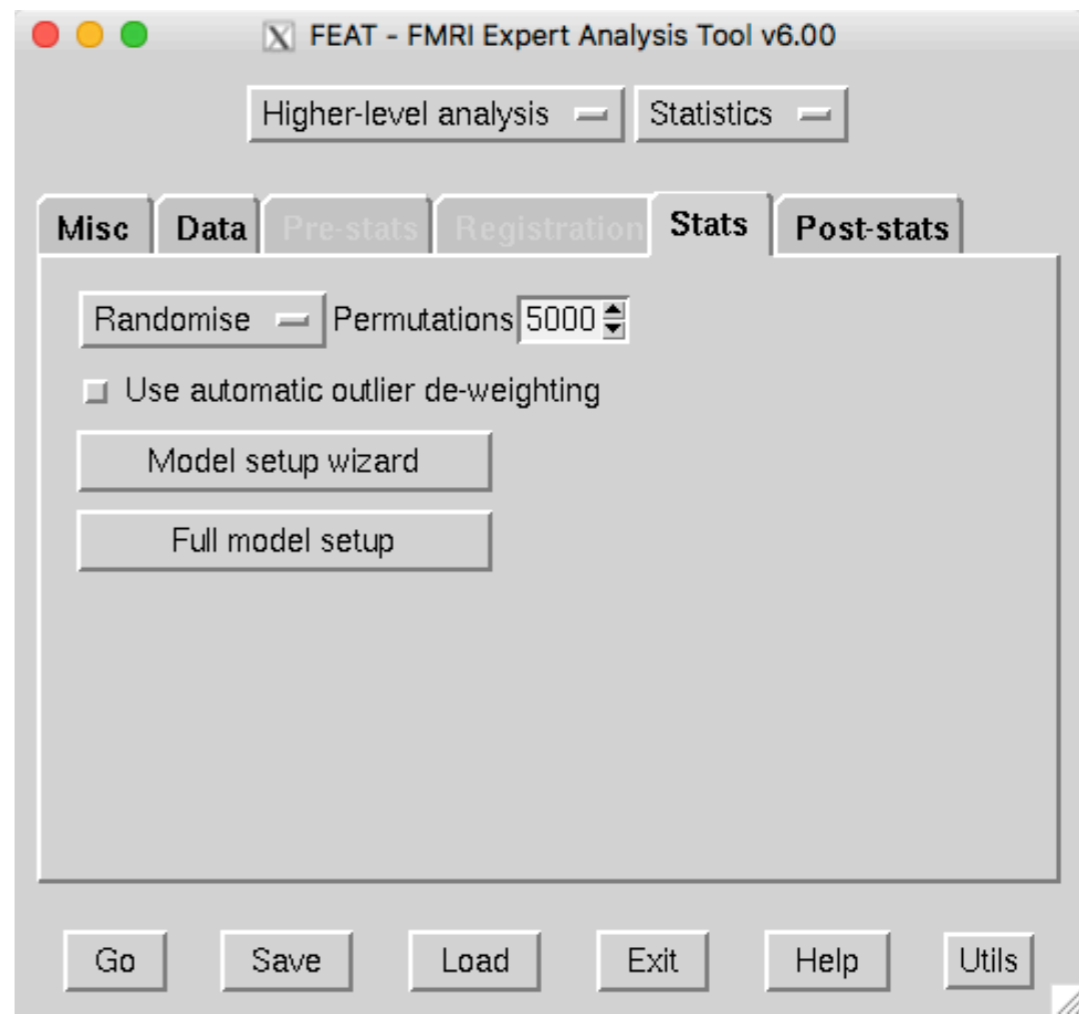 FEAT - FMRI Expert Analysis Tool v6.00
Higher-level analysis Statistics
Misc Data Pre-stats Registration Stats Post-stats
Randomise Permutations 5000
Use automatic outlier de-weighting
Model setup wizard
Full model setup
Go Save Load Exit Help Utils